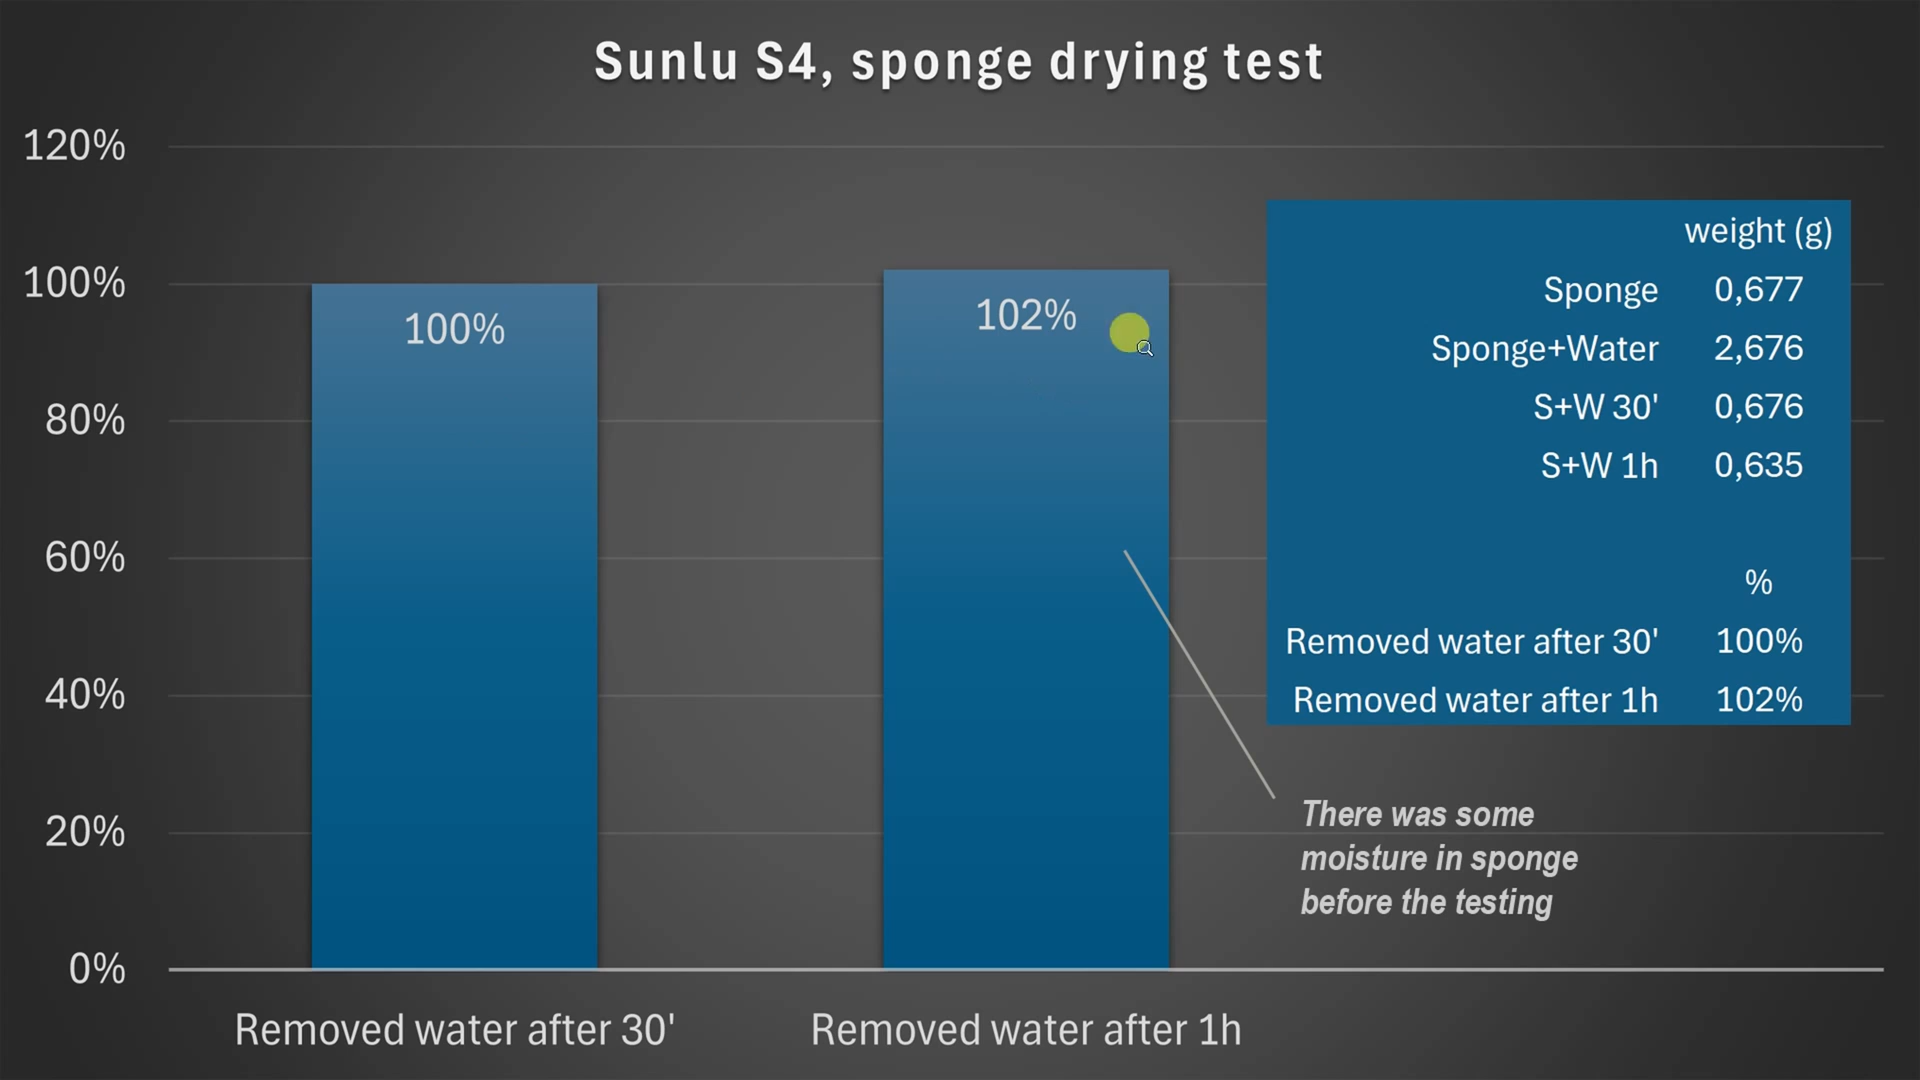 Sunlu S4, sponge drying test
120%
100%
80%
60%
40%
20%
0%
100%
102%
Removed water after 30'
Removed water after 1h
weight (g)
Sponge 0,677
Sponge+Water 2,676
S+W 30' 0,676
S+W 1h 0,635
%
Removed water after 30' 100%
Removed water after 1h 102%
There was some
moisture in sponge
before the testing